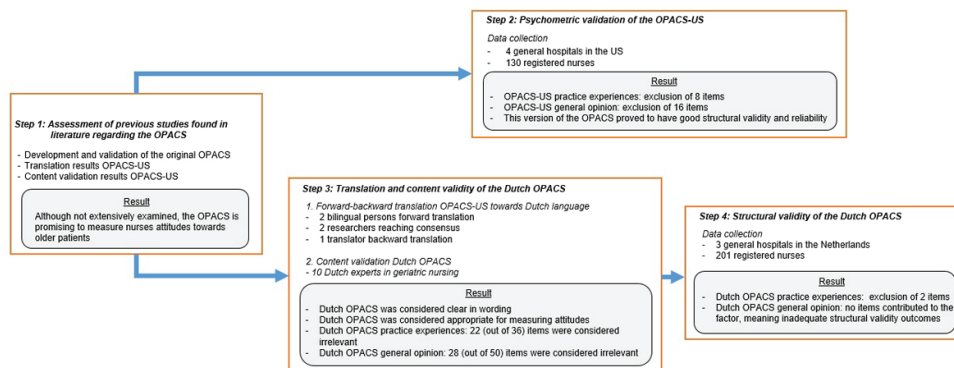 Step 1: Assessment of previous studies found in
literature regarding the OPACS
- Development and validation of the original OPACS
- Translation results OPACS-US
- Content validation results OPACS-US
Result
Although not extensively examined, the OPACS is
promising to measure nurses attitudes towards
older patients
Step 2: Psychometric validation of the OPACS-US
Data collection
- 4 general hospitals in the US
- 130 registered nurses
Result
- OPACS-US practice experiences: exclusion of 8 items
- OPACS-US general opinion: exclusion of 16 items
- This version of the OPACS proved to have good structural validity and reliability
Step 3: Translation and content validity of the Dutch OPACS
1. Forward-backward translation OPACS-US towards Dutch language
- 2 bilingual persons forward translation
- 2 researchers reaching consensus
- 1 translator backward translation
2. Content validation Dutch OPACS
- 10 Dutch experts in geriatric nursing
Result
- Dutch OPACS was considered clear in wording
- Dutch OPACS was considered appropriate for measuring attitudes
- Dutch OPACS practice experiences: 22 (out of 36) items were considered
irrelevant
- Dutch OPACS general opinion: 28 (out of 50) items were considered irrelevant
Step 4: Structural validity of the Dutch OPACS
Data collection
- 3 general hospitals in the Netherlands
- 201 registered nurses
Result
- Dutch OPACS practice experiences: exclusion of 2 items
- Dutch OPACS general opinion: no items contributed to the
factor, meaning inadequate structural validity outcomes